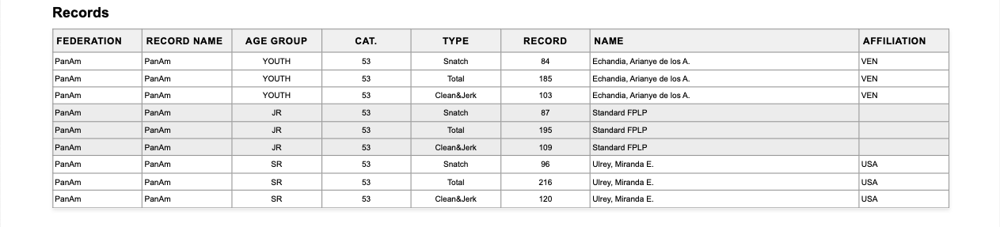 Records
FEDERATION RECORD NAME AGE GROUP CAT. TYPE RECORD NAME AFFILIATION
PanAm PanAm YOUTH 53 Snatch 84 Echandia, Arianye de los A. VEN
PanAm PanAm YOUTH 53 Total 185 Echandia, Arianye de los A. VEN
PanAm PanAm YOUTH 53 Clean&Jerk 103 Echandia, Arianye de los A. VEN
PanAm PanAm JR 53 Snatch 87 Standard FPLP
PanAm PanAm JR 53 Total 195 Standard FPLP
PanAm PanAm JR 53 Clean&Jerk 109 Standard FPLP
PanAm PanAm SR 53 Snatch 96 Ulrey, Miranda E. USA
PanAm PanAm SR 53 Total 216 Ulrey, Miranda E. USA
PanAm PanAm SR 53 Clean&Jerk 120 Ulrey, Miranda E. USA